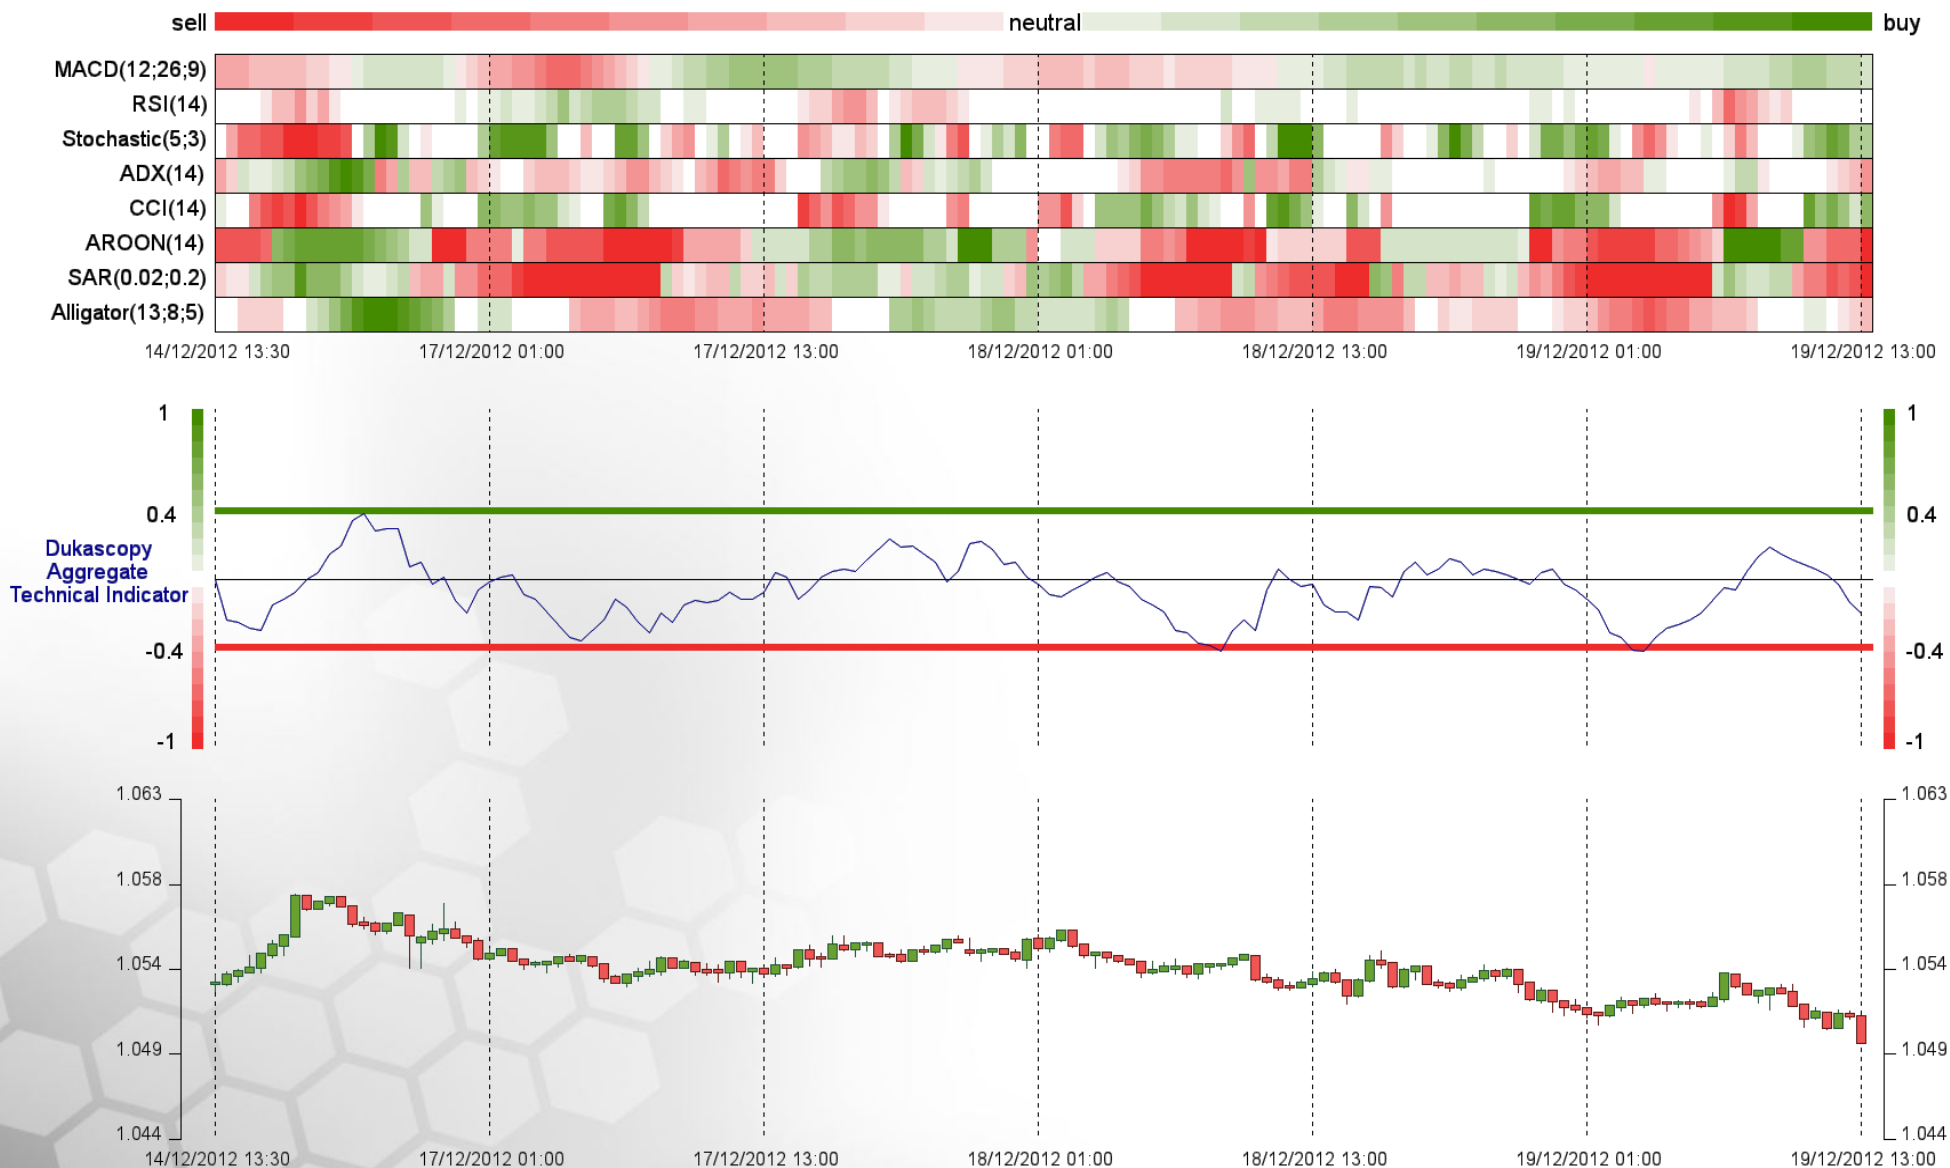 sell neutral buy
MACD(12;26;9)
RSI(14)
Stochastic(5;3)
ADX(14)
CCI(14)
AROON(14)
SAR(0.02;0.2)
Alligator(13;8;5)
14/12/2012 13:30 17/12/2012 01:00 17/12/2012 13:00 18/12/2012 01:00 18/12/2012 13:00 19/12/2012 01:00 19/12/2012 13:00
1 1
0.4 0.4
Dukascopy
Aggregate
Technical Indicator
-0.4 -0.4
-1 -1
1.063 1.063
1.058 1.058
1.054 1.054
1.049 1.049
1.044 1.044
14/12/2012 13:30 17/12/2012 01:00 17/12/2012 13:00 18/12/2012 01:00 18/12/2012 13:00 19/12/2012 01:00 19/12/2012 13:00